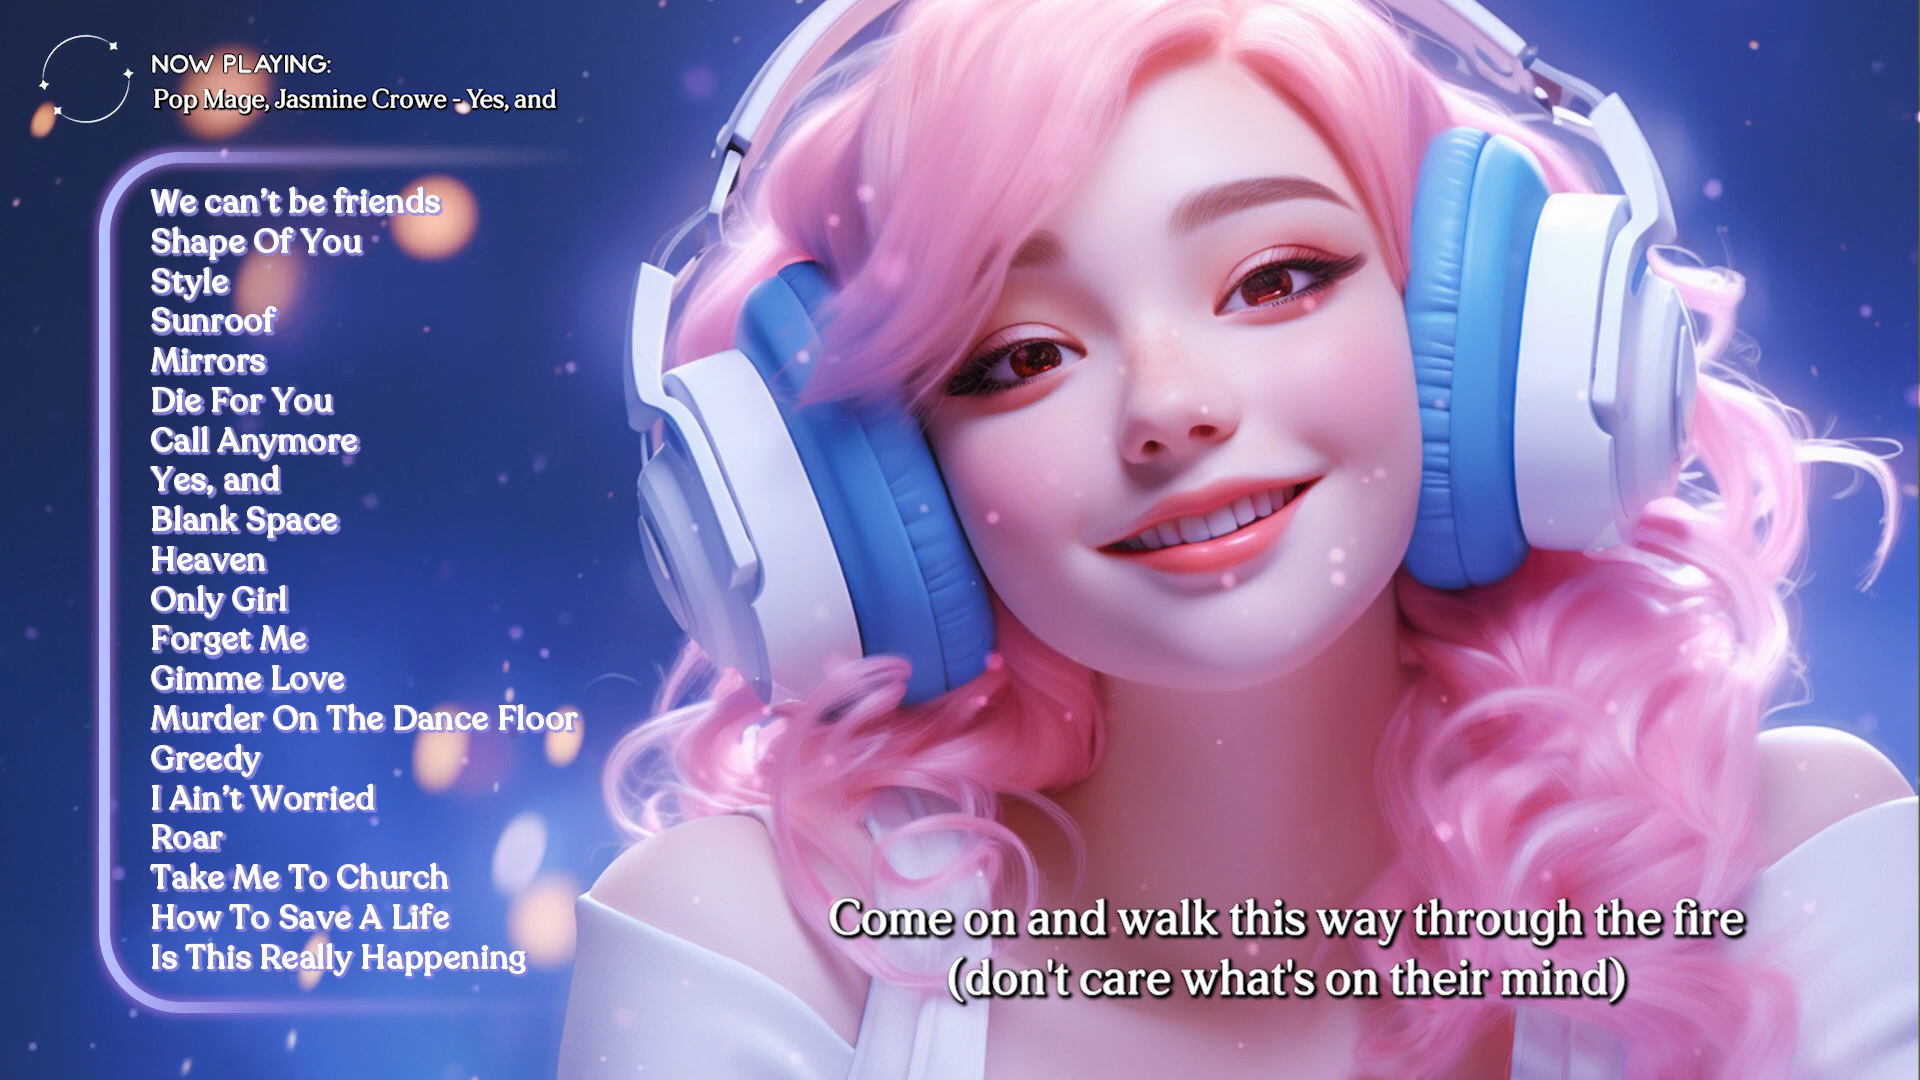 NOW PLAYING:
Pop Mage, Jasmine Crowe - Yes, and
We can't be friends
Shape Of You
Style
Sunroof
Mirrors
Die For You
Call Anymore
Yes, and
Blank Space
Heaven
Only Girl
Forget Me
Gimme Love
Murder On The Dance Floor
Greedy
I Ain't Worried
Roar
Take Me To Church
How To Save A Life
Is This Really Happening
Come on and walk this way through the fire
(don't care what's on their mind)